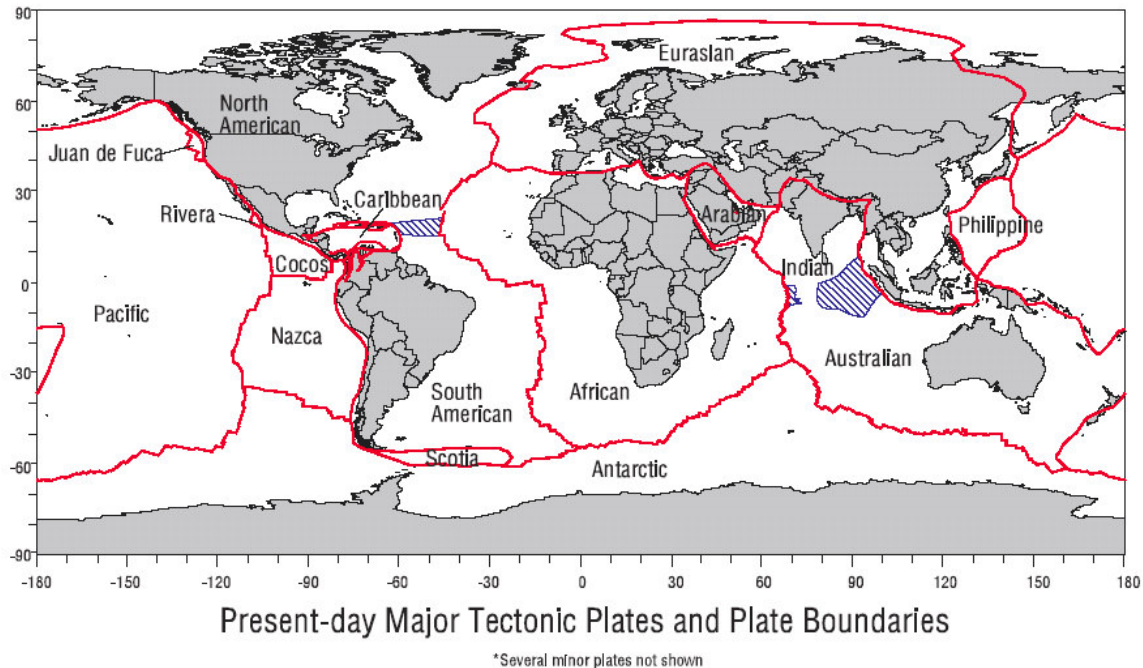 90
60
30
0
-30
-60
-90
Eurasian
North
American
Juan de Fuca
Caribbean
Rivera
Arabian
Philippine
Cocos
Indian
Pacific
Nazca
Australian
South
American
African
Scotia
Antarctic
-180
-150
-120
-90
-60
-30
0
30
60
90
120
150
180
Present-day Major Tectonic Plates and Plate Boundaries
*Several minor plates not shown